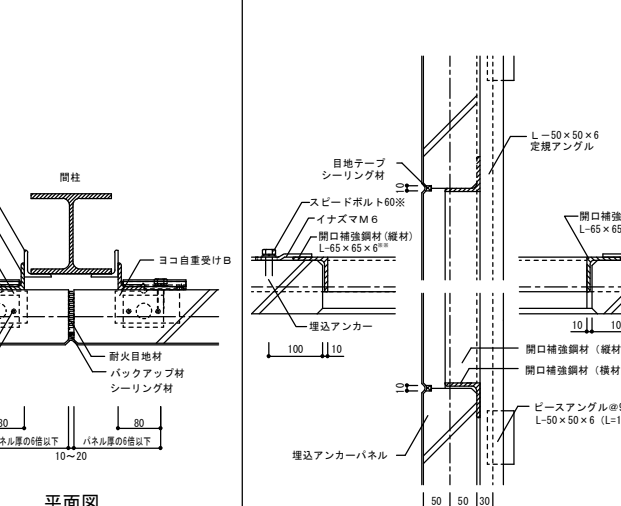 間柱
ヨコ自重受けB
耐火目地材
バックアップ材
シーリング材
80
80
パネル厚の6倍以下
パネル厚の6倍以下
10~20
平面図
目地テープ
シーリング材
10
スピードボルト60※
イナズマM6
開口補強鋼材(縦材)
L-65×65×6※※
埋込アンカー
100
10
10
埋込アンカーパネル
50
50
30
L-50×50×6
定規アングル
開口補強
L-65×65
10
10
開口補強鋼材(縦材
開口補強鋼材(横材
ピースアングル@9
L-50×50×6 (L=1